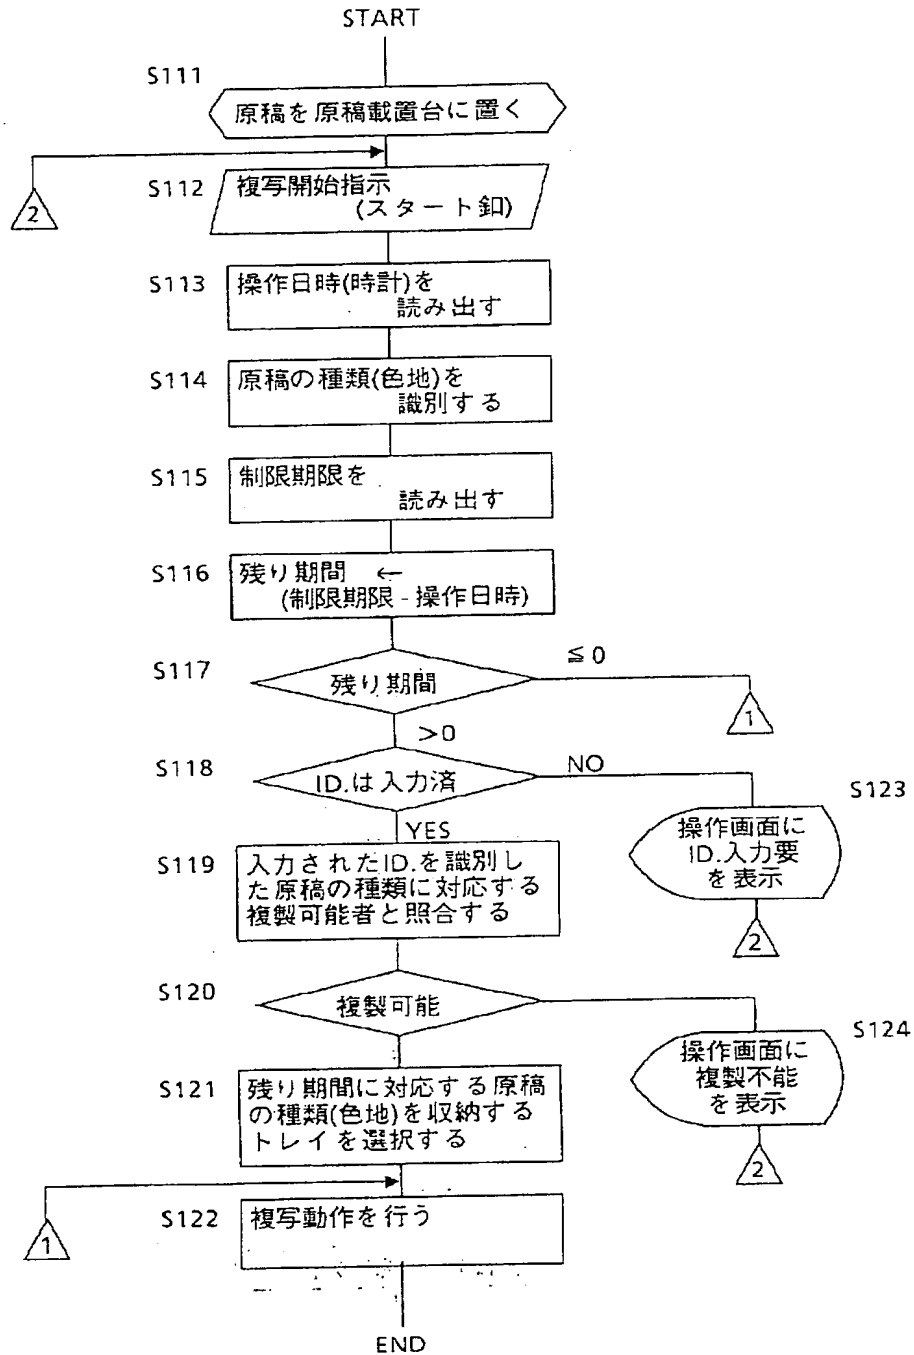 START
S111
原稿を原稿載置台に置く
2
S112
複写開始指示
(スタート釦)
S113
操作日時(時計)を
読み出す
S114
原稿の種類(色地)を
識別する
S115
制限期限を
読み出す
S116
残り期間 ←
(制限期限 - 操作日時)
S117
残り期間
≦0
1
>0
S118
ID.は入力済
NO
S123
操作画面に
ID.入力要
を表示
2
YES
S119
入力されたID.を識別し
た原稿の種類に対応する
複製可能者と照合する
S120
複製可能
S124
操作画面に
複製不能
を表示
2
S121
残り期間に対応する原稿
の種類(色地)を収納する
トレイを選択する
1
S122
複写動作を行う
END